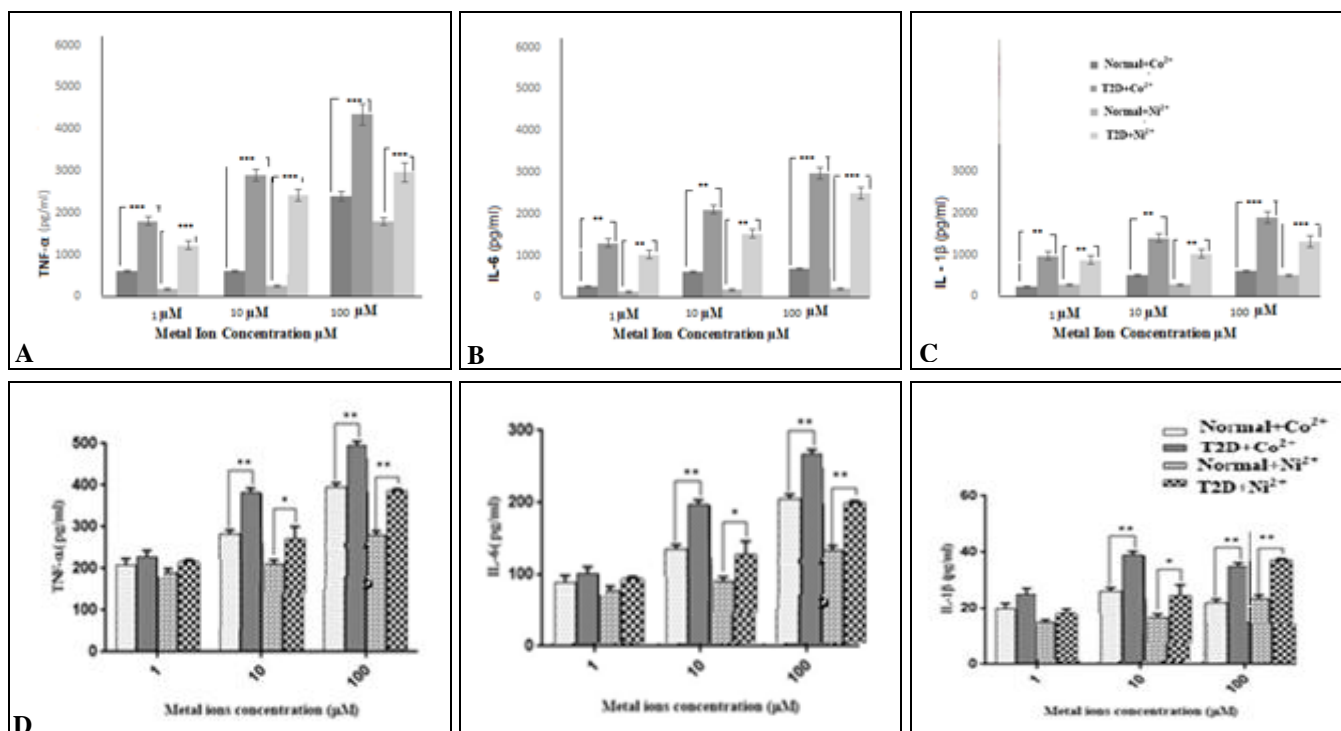 6000
5000
4000
3000
2000
1000
0
TNF-α (pg/ml)
***
***
***
***
***
***
1 µM
10 µM
100 µM
Metal Ion Concentration µM
A
6000
5000
4000
3000
2000
1000
0
IL-6 (pg/ml)
**
**
**
**
***
***
1 µM
10 µM
100 µM
Metal Ion Concentration µM
B
3000
2000
1000
0
IL - 1β (pg/ml)
Normal+Co²⁺
T2D+Co²⁺
Normal+Ni²⁺
T2D+Ni²⁺
**
**
**
**
***
***
1 µM
10 µM
100 µM
Metal Ion Concentration µM
C
500
400
300
200
100
0
TNF-α( pg/ml)
**
*
**
**
1
10
100
Metal ions concentration (µM)
D
300
200
100
0
IL-6( pg/ml)
**
*
**
**
1
10
100
Metal ions concentration (µM)
Normal+Co²⁺
T2D+Co²⁺
Normal+Ni²⁺
T2D+Ni²⁺
60
40
20
0
IL-1β (pg/ml)
**
*
**
**
1
10
100
Metal ions concentration (µM)